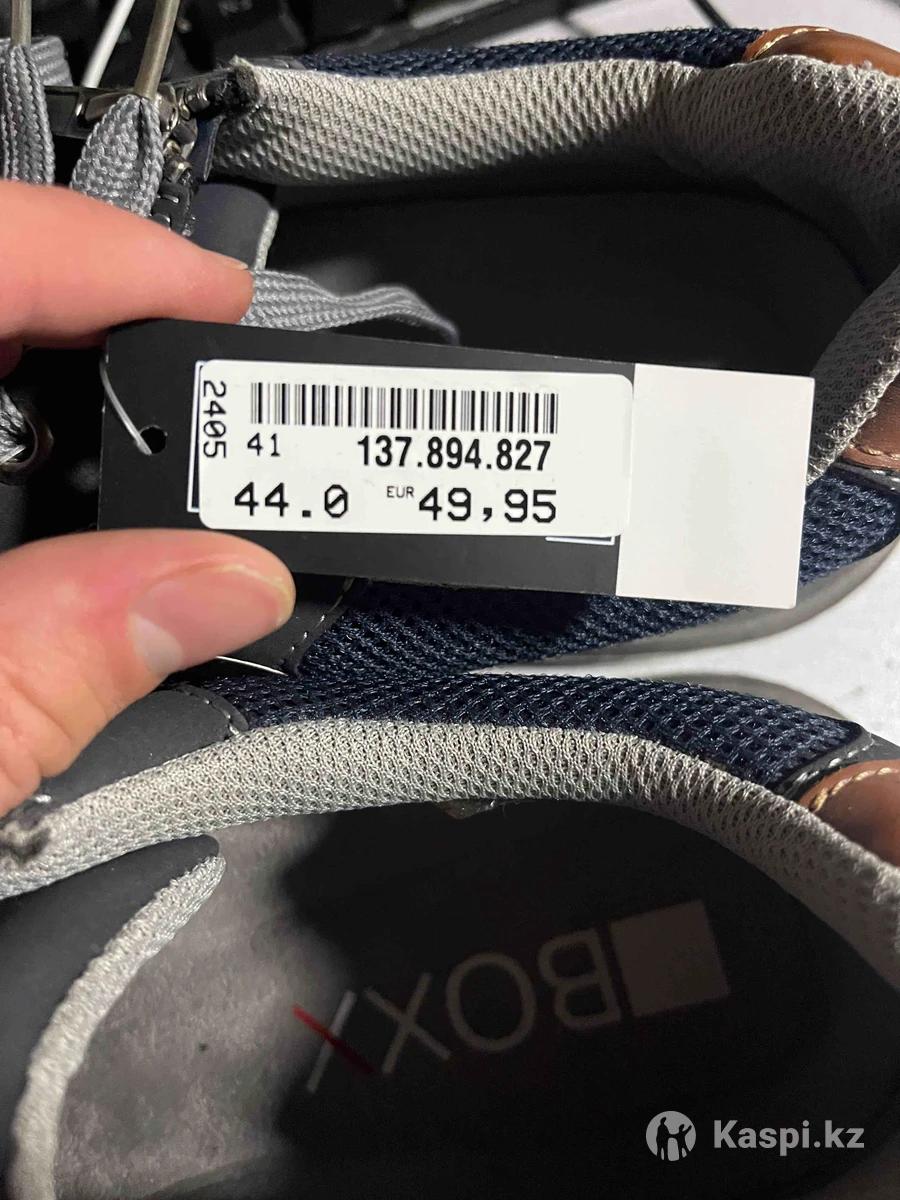 2405
41 137.894.827
44.0 EUR 49,95
BOXX
Kaspi.kz